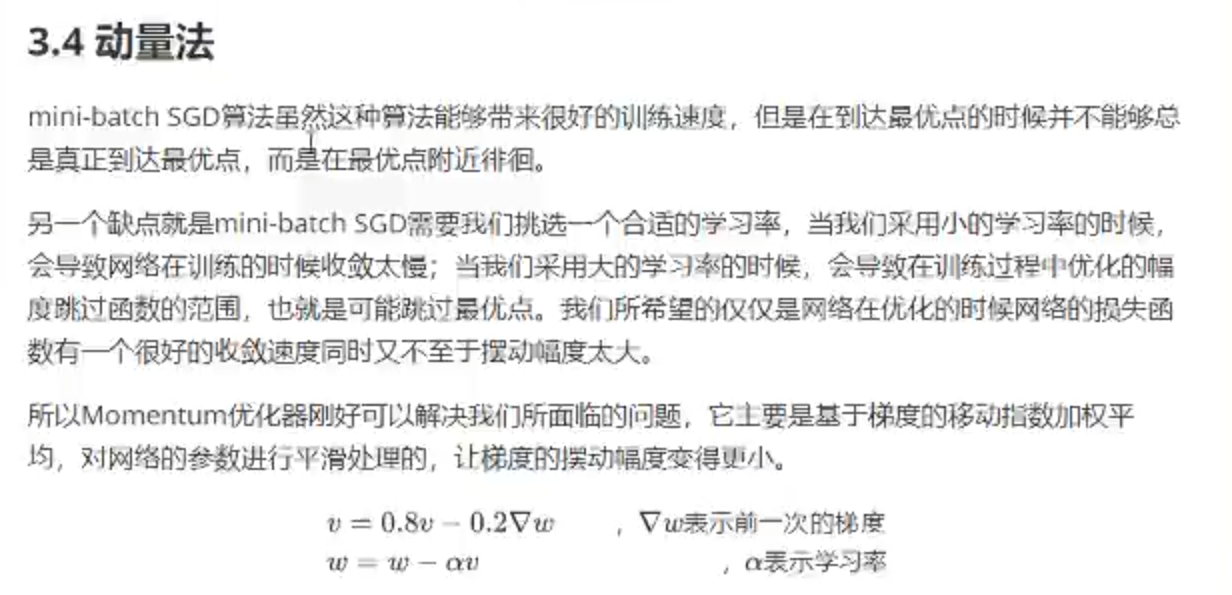 3.4 动量法
mini-batch SGD算法虽然这种算法能够带来很好的训练速度，但是在到达最优点的时候并不能够总
是真正到达最优点，而是在最优点附近徘徊。
另一个缺点就是mini-batch SGD需要我们挑选一个合适的学习率，当我们采用小的学习率的时候，
会导致网络在训练的时候收敛太慢；当我们采用大的学习率的时候，会导致在训练过程中优化的幅
度跳过函数的范围，也就是可能跳过最优点。我们所希望的仅仅是网络在优化的时候网络的损失函
数有一个很好的收敛速度同时又不至于摆动幅度太大。
所以Momentum优化器刚好可以解决我们所面临的问题，它主要是基于梯度的移动指数加权平
均，对网络的参数进行平滑处理的，让梯度的摆动幅度变得更小。
v = 0.8v − 0.2∇w ，∇w表示前一次的梯度
w = w − αv ，α表示学习率